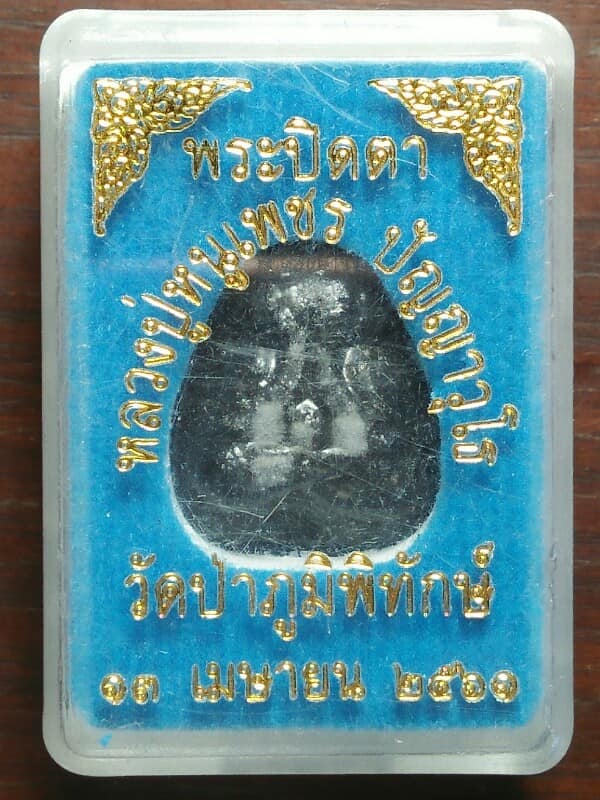 พระปิดตา
หลวงปู่หนูเพชร ปัญญาวุโธ
วัดป่าภูมิพิทักษ์
๑๓ เมษายน ๒๕๖๑